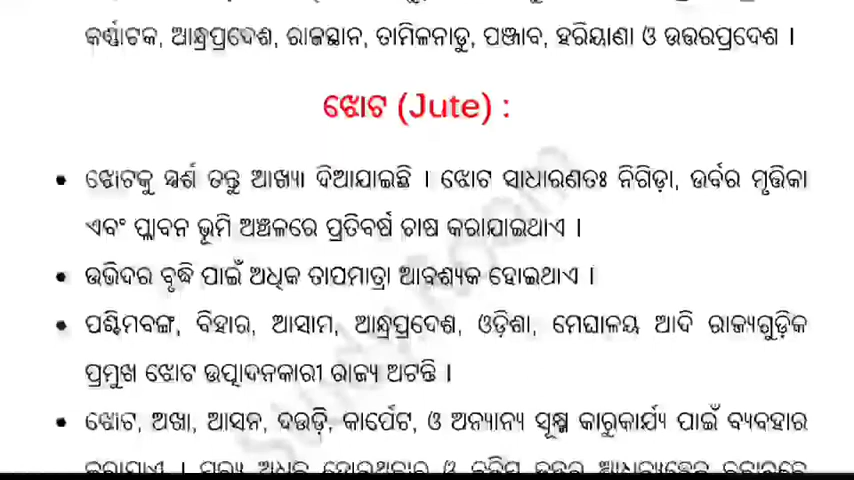 କର୍ଣ୍ଣାଟକ, ଆନ୍ଧ୍ରପ୍ରଦେଶ, ରାଜସ୍ଥାନ, ତାମିଳନାଡୁ, ପଞ୍ଜାବ, ହରିୟାଣା ଓ ଉତ୍ତରପ୍ରଦେଶ ।
ଝୋଟ (Jute) :
• ଝୋଟକୁ ସ୍ୱର୍ଣ୍ଣ ତନ୍ତୁ ଆଖ୍ୟା ଦିଆଯାଇଛି । ଝୋଟ ସାଧାରଣତଃ ନିଗିଡ଼ା, ଉର୍ବର ମୃତ୍ତିକା
ଏବଂ ପ୍ଲାବନ ଭୂମି ଅଞ୍ଚଳରେ ପ୍ରତିବର୍ଷ ଚାଷ କରାଯାଇଥାଏ ।
• ଉଦ୍ଭିଦର ବୃଦ୍ଧି ପାଇଁ ଅଧିକ ତାପମାତ୍ରା ଆବଶ୍ୟକ ହୋଇଥାଏ ।
• ପଶ୍ଚିମବଙ୍ଗ, ବିହାର, ଆସାମ, ଆନ୍ଧ୍ରପ୍ରଦେଶ, ଓଡ଼ିଶା, ମେଘାଳୟ ଆଦି ରାଜ୍ୟଗୁଡ଼ିକ
ପ୍ରମୁଖ ଝୋଟ ଉତ୍ପାଦନକାରୀ ରାଜ୍ୟ ଅଟନ୍ତି ।
• ଝୋଟ, ଅଖା, ଆସନ, ଦଉଡ଼ି, କାର୍ପେଟ, ଓ ଅନ୍ୟାନ୍ୟ ସୂକ୍ଷ୍ମ କାରୁକାର୍ଯ୍ୟ ପାଇଁ ବ୍ୟବହାର